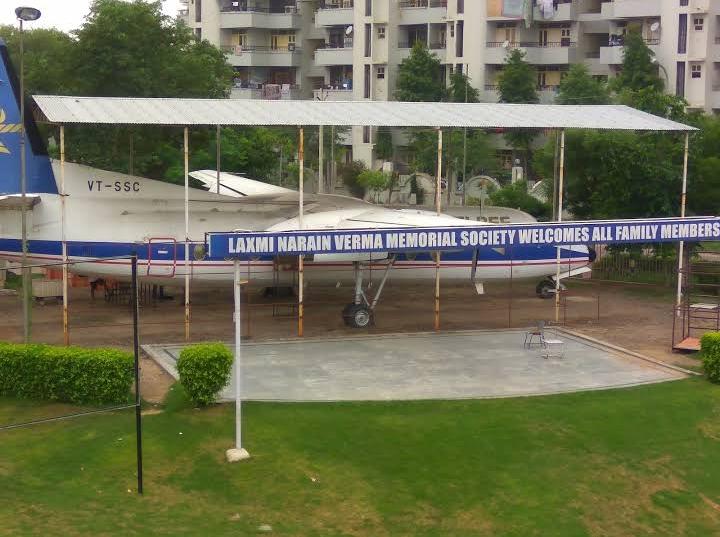 VT-SSC
LAXMI NARAIN VERMA MEMORIAL SOCIETY WELCOMES ALL FAMILY MEMBERS